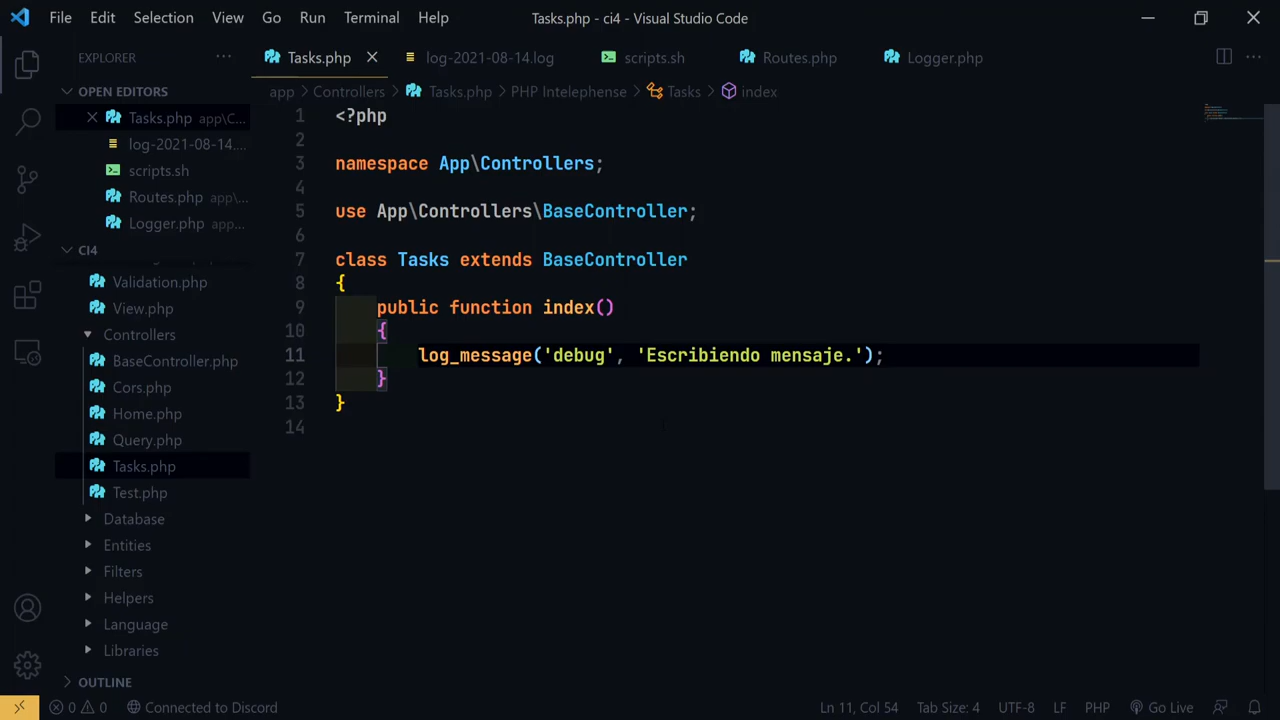 File Edit Selection View Go Run Terminal Help Tasks.php - ci4 - Visual Studio Code
EXPLORER ...
Tasks.php log-2021-08-14.log scripts.sh Routes.php Logger.php ...
OPEN EDITORS
Tasks.php app\C...
log-2021-08-14....
scripts.sh
Routes.php app\...
Logger.php app...
CI4
Validation.php
View.php
Controllers
BaseController.php
Cors.php
Home.php
Query.php
Tasks.php
Test.php
Database
Entities
Filters
Helpers
Language
Libraries
OUTLINE
app > Controllers > Tasks.php > PHP Intelephense > Tasks > index
1 <?php
2
3 namespace App\Controllers;
4
5 use App\Controllers\BaseController;
6
7 class Tasks extends BaseController
8 {
9 public function index()
10 {
11 log_message('debug', 'Escribiendo mensaje.');
12 }
13 }
14
0 0 Connected to Discord Ln 11, Col 54 Tab Size: 4 UTF-8 LF PHP Go Live